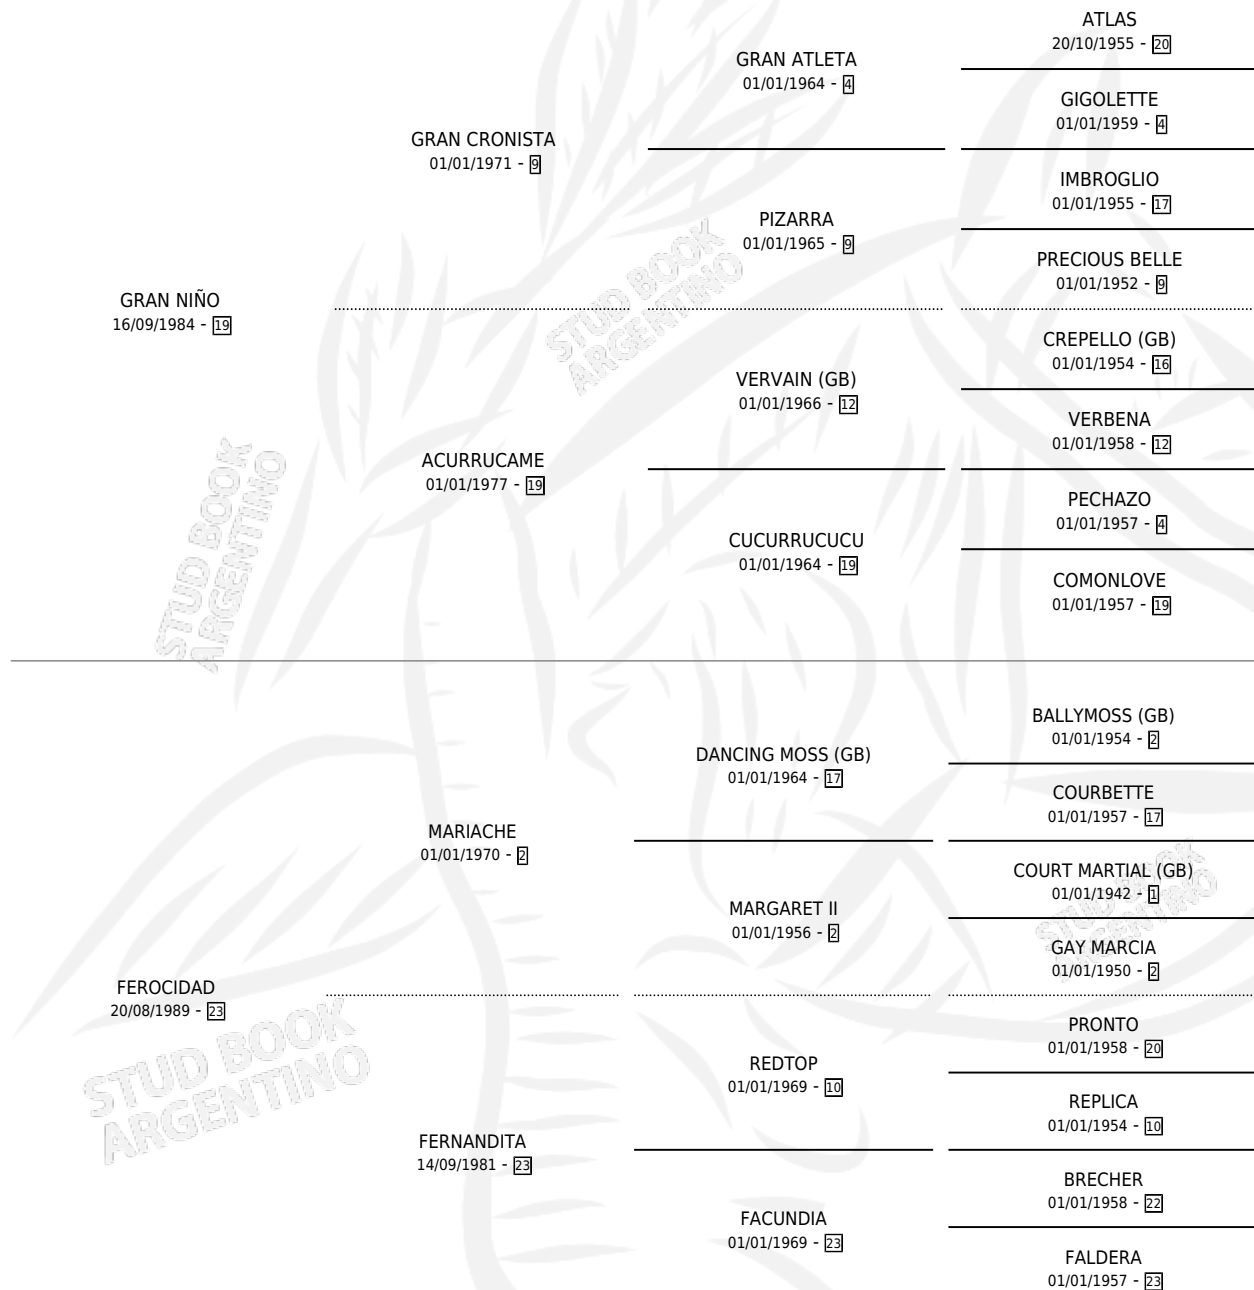 ATLAS
20/10/1955 - 20
GRAN ATLETA
01/01/1964 - 4
GIGOLETTE
01/01/1959 - 4
GRAN CRONISTA
01/01/1971 - 9
IMBROGLIO
01/01/1955 - 17
PIZARRA
01/01/1965 - 9
PRECIOUS BELLE
01/01/1952 - 9
GRAN NIÑO
16/09/1984 - 19
STUD BOOK
ARGENTINO
CREPELLO (GB)
01/01/1954 - 16
VERVAIN (GB)
01/01/1966 - 12
VERBENA
01/01/1958 - 12
ACURRUCAME
01/01/1977 - 19
PECHAZO
01/01/1957 - 4
CUCURRUCUCU
01/01/1964 - 19
COMONLOVE
01/01/1957 - 19
STUD BOOK
ARGENTINO
BALLYMOSS (GB)
01/01/1954 - 2
DANCING MOSS (GB)
01/01/1964 - 17
COURBETTE
01/01/1957 - 17
MARIACHE
01/01/1970 - 2
COURT MARTIAL (GB)
01/01/1942 - 1
MARGARET II
01/01/1956 - 2
GAY MARCIA
01/01/1950 - 2
STUD BOOK
ARGENTINO
FEROCIDAD
20/08/1989 - 23
STUD BOOK
ARGENTINO
PRONTO
01/01/1958 - 20
REDTOP
01/01/1969 - 10
REPLICA
01/01/1954 - 10
FERNANDITA
14/09/1981 - 23
BRECHER
01/01/1958 - 22
FACUNDIA
01/01/1969 - 23
FALDERA
01/01/1957 - 23